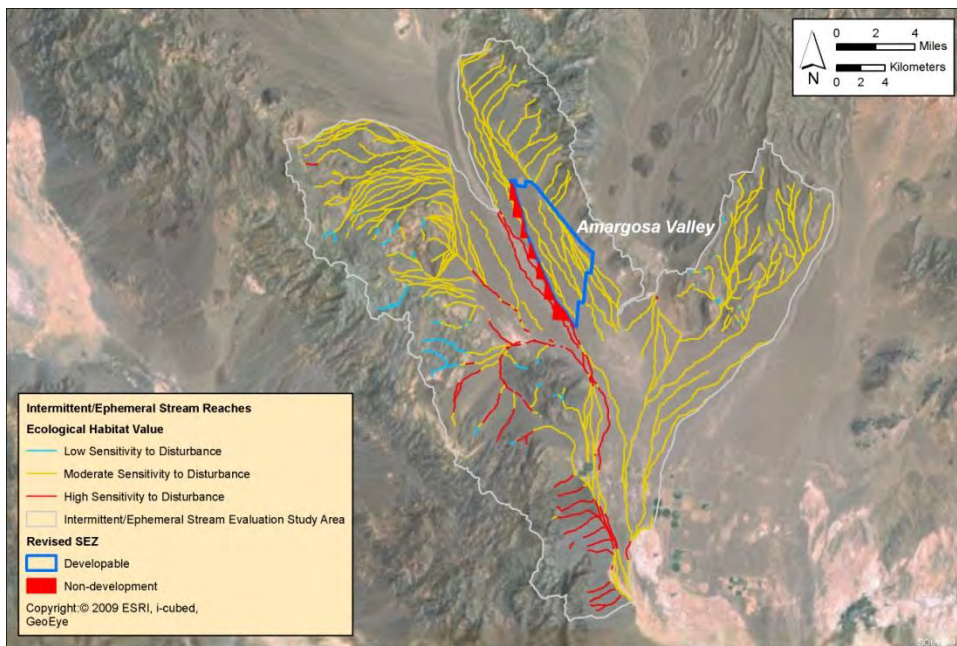 0 2 4
Miles
Kilometers
0 2 4
N
Amargosa Valley
Intermittent/Ephemeral Stream Reaches
Ecological Habitat Value
Low Sensitivity to Disturbance
Moderate Sensitivity to Disturbance
High Sensitivity to Disturbance
Intermittent/Ephemeral Stream Evaluation Study Area
Revised SEZ
Developable
Non-development
Copyright:© 2009 ESRI, i-cubed,
GeoEye